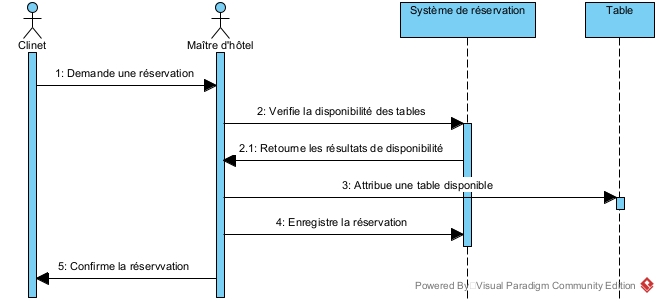 Clinet
Maître d'hôtel
Système de réservation
Table
1: Demande une réservation
2: Verifie la disponibilité des tables
2.1: Retourne les résultats de disponibilité
3: Attribue une table disponible
4: Enregistre la réservation
5: Confirme la réservvation
Powered By Visual Paradigm Community Edition